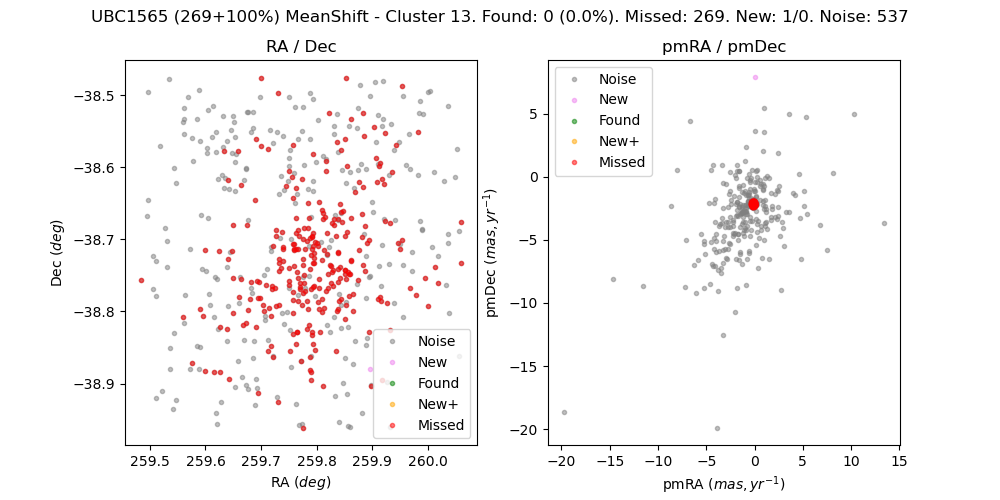 UBC1565 (269+100%) MeanShift - Cluster 13. Found: 0 (0.0%). Missed: 269. New: 1/0. Noise: 537
RA / Dec
−38.5
−38.6
−38.7
−38.8
−38.9
Dec (deg)
259.5 259.6 259.7 259.8 259.9 260.0
RA (deg)
Noise
New
Found
New+
Missed
pmRA / pmDec
Noise
New
Found
New+
Missed
5
0
−5
−10
−15
−20
pmDec (mas, yr⁻¹)
−20 −15 −10 −5 0 5 10 15
pmRA (mas, yr⁻¹)